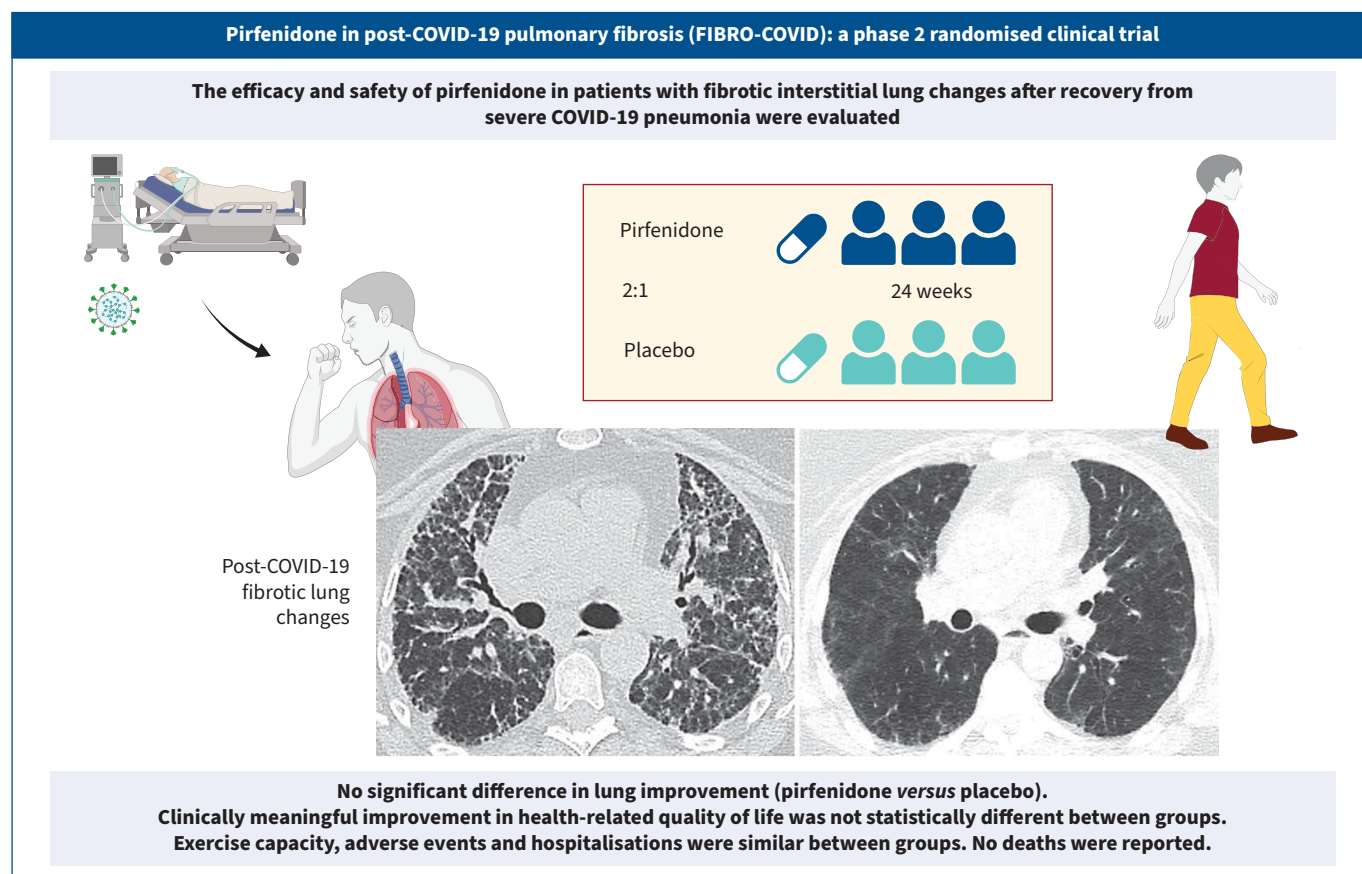 Pirfenidone in post-COVID-19 pulmonary fibrosis (FIBRO-COVID): a phase 2 randomised clinical trial
The efficacy and safety of pirfenidone in patients with fibrotic interstitial lung changes after recovery from
severe COVID-19 pneumonia were evaluated
Pirfenidone
2:1
24 weeks
Placebo
Post-COVID-19
fibrotic lung
changes
No significant difference in lung improvement (pirfenidone versus placebo).
Clinically meaningful improvement in health-related quality of life was not statistically different between groups.
Exercise capacity, adverse events and hospitalisations were similar between groups. No deaths were reported.